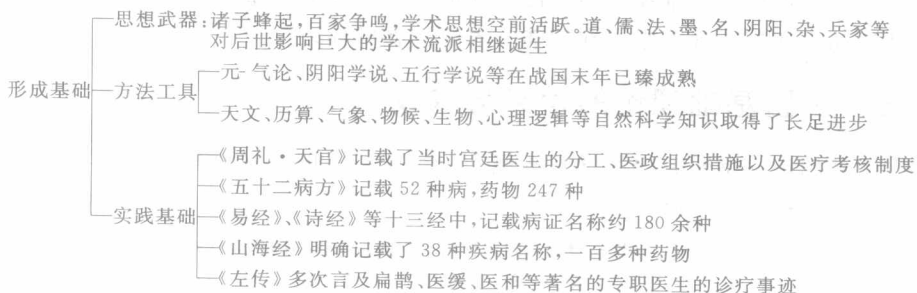 思想武器:诸子蜂起,百家争鸣,学术思想空前活跃。道、儒、法、墨、名、阴阳、杂、兵家等
对后世影响巨大的学术流派相继诞生
形成基础
方法工具
元-气论、阴阳学说、五行学说等在战国末年已臻成熟
天文、历算、气象、物候、生物、心理逻辑等自然科学知识取得了长足进步
实践基础
《周礼·天官》记载了当时宫廷医生的分工、医政组织措施以及医疗考核制度
《五十二病方》记载 52 种病,药物 247 种
《易经》、《诗经》等十三经中,记载病证名称约 180 余种
《山海经》明确记载了 38 种疾病名称,一百多种药物
《左传》多次言及扁鹊、医缓、医和等著名的专职医生的诊疗事迹